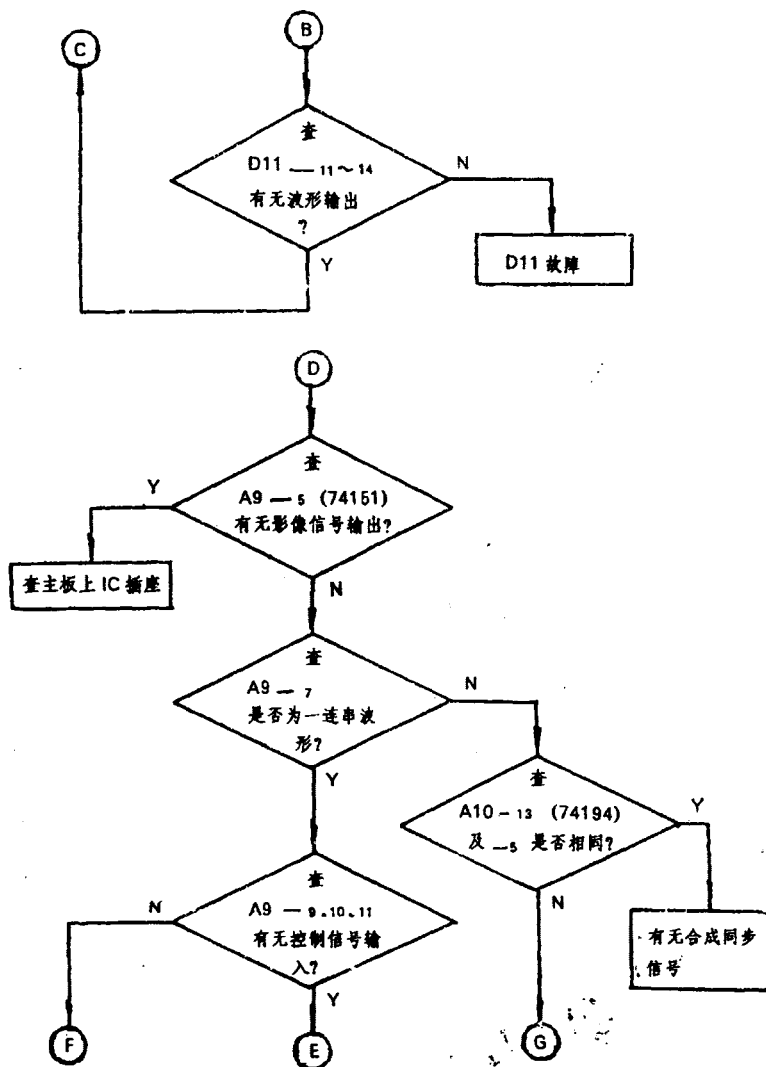 C
B
查
D11 — 11～14
有无波形输出
?
N
Y
D11 故障
D
查
A9 — 5 (74151)
有无影像信号输出?
Y
查主板上 IC 插座
N
查
A9 — 7
是否为一连串波
形?
N
Y
查
A10 - 13 (74194)
及 — 5 是否相同?
Y
N
有无合成同步
信号
查
A9 — 9、10、11
有无控制信号输
入?
N
Y
F
E
G